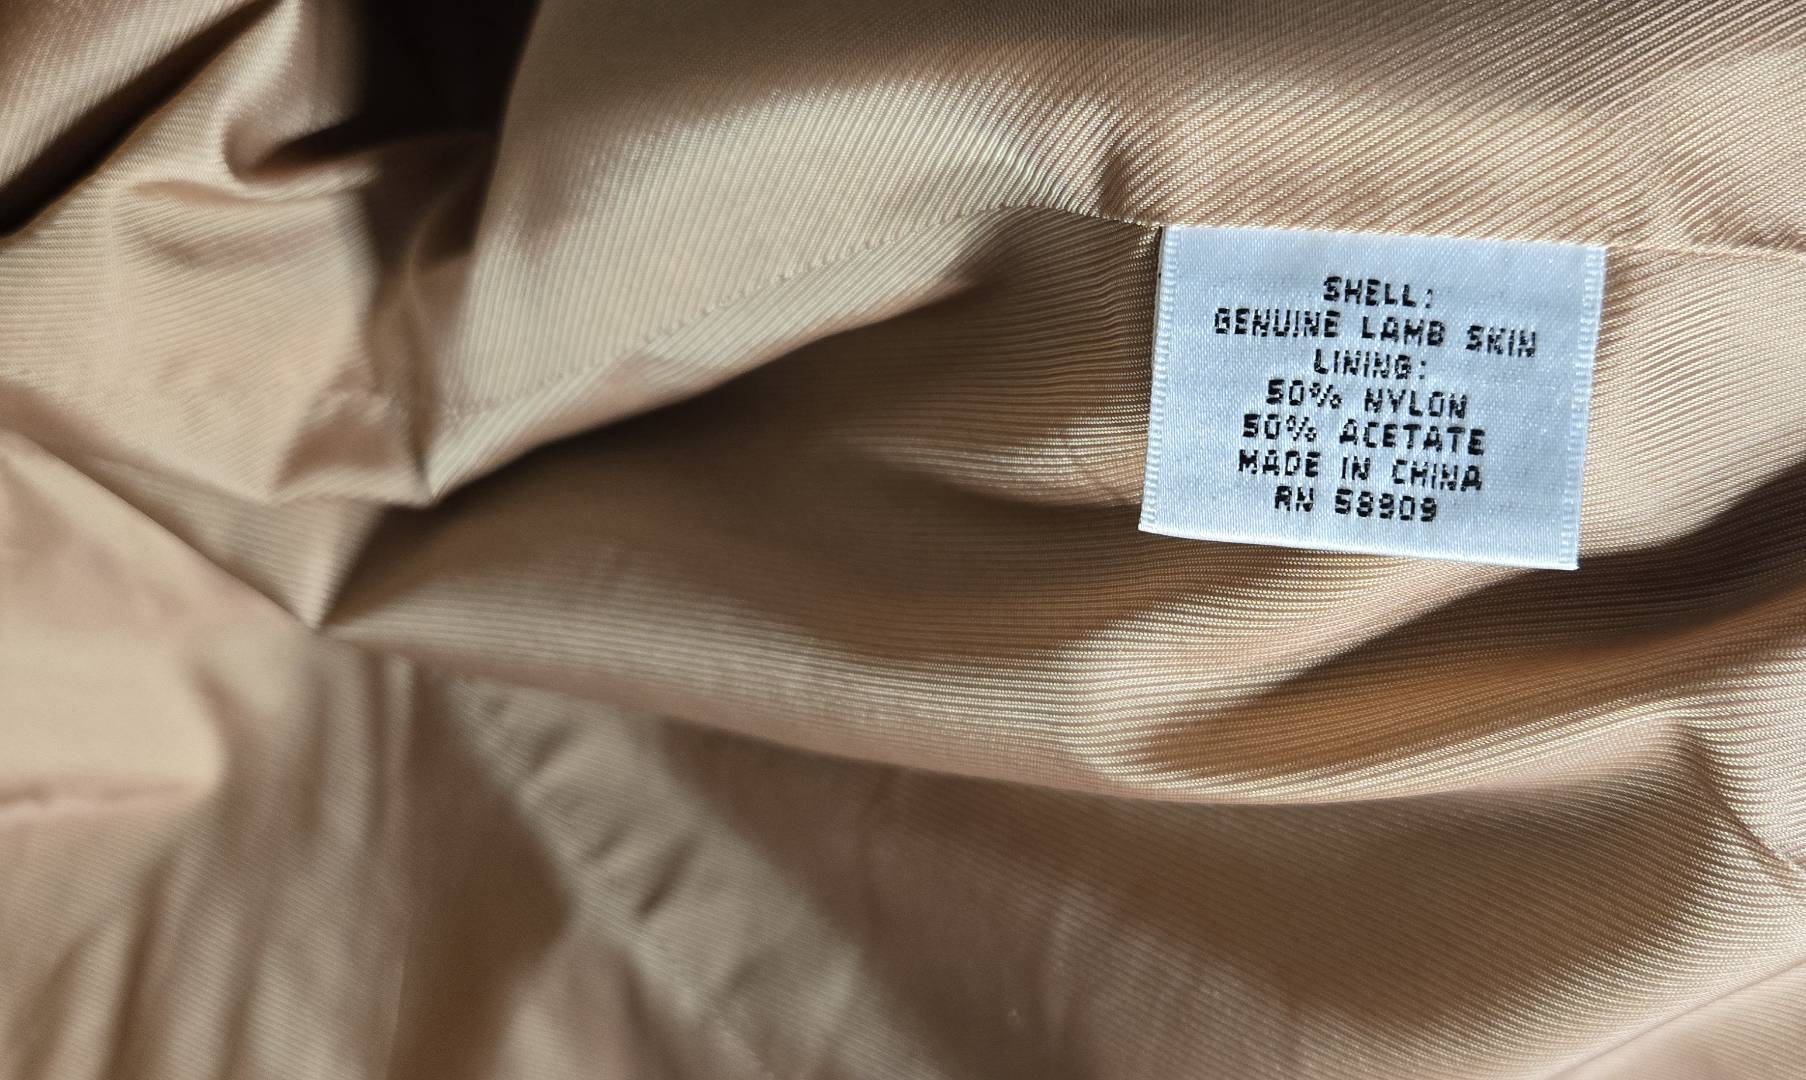 SHELL:
GENUINE LAMB SKIN
LINING:
50% NYLON
50% ACETATE
MADE IN CHINA
RN 58909